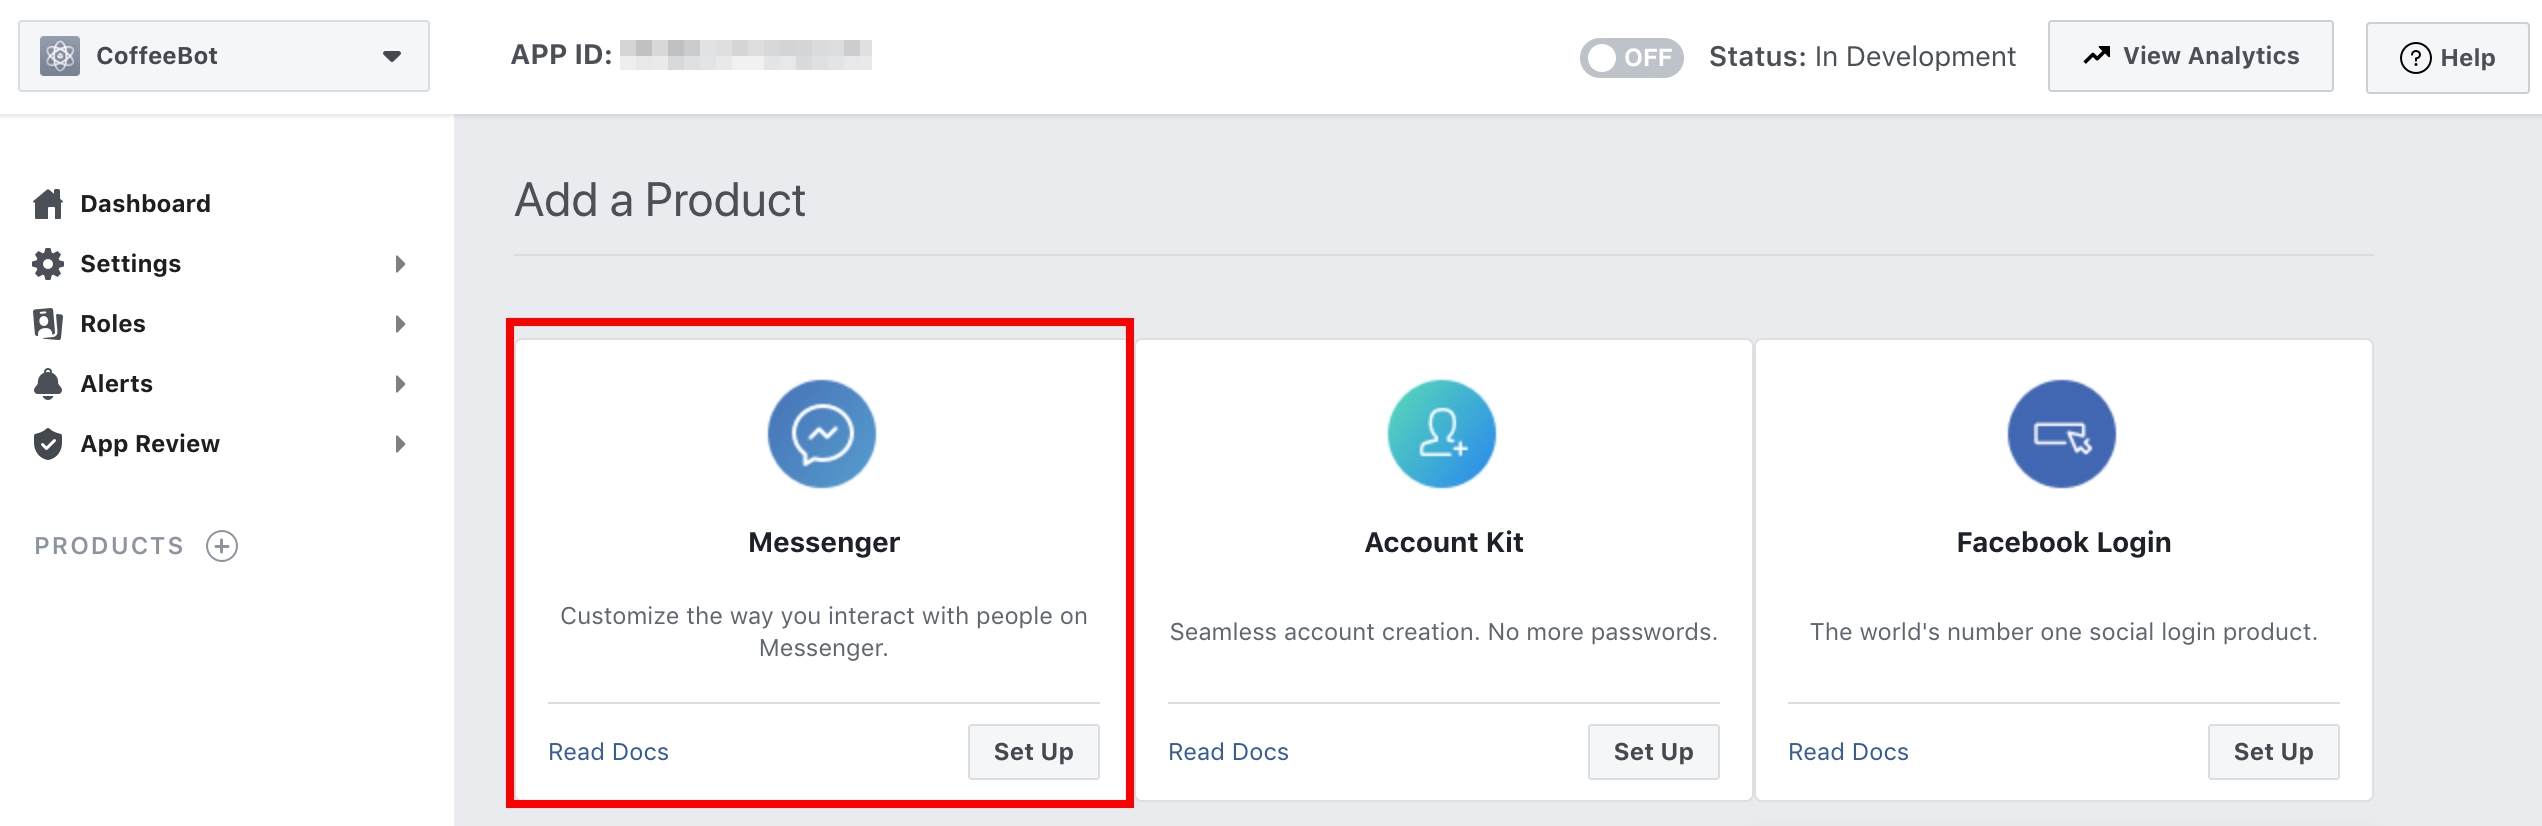 CoffeeBot
APP ID:
OFF
Status: In Development
View Analytics
Help
Dashboard
Settings
Roles
Alerts
App Review
PRODUCTS
Add a Product
Messenger
Customize the way you interact with people on
Messenger.
Read Docs
Set Up
Account Kit
Seamless account creation. No more passwords.
Read Docs
Set Up
Facebook Login
The world's number one social login product.
Read Docs
Set Up